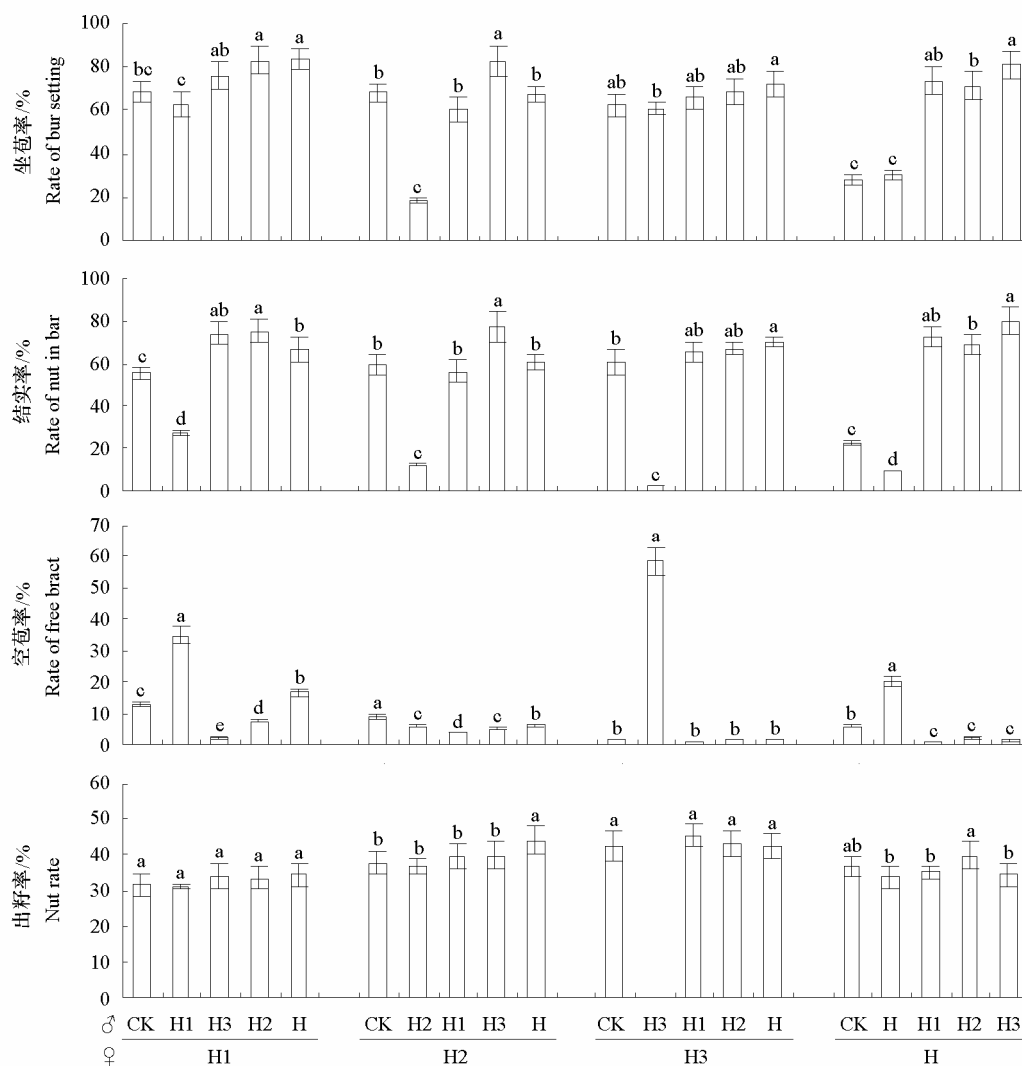 坐苞率/%
Rate of bur setting
100
80
60
40
20
0
bc c ab a a
b c b a b
ab b ab ab a
c c ab b a
结实率/%
Rate of nut in bar
100
80
60
40
20
0
c d ab a b
b c b a b
b c ab ab a
c d ab b a
空苞率/%
Rate of free bract
70
60
50
40
30
20
10
0
c a e d b
a c d c b
b a b b b
b a c c c
出籽率/%
Nut rate
60
50
40
30
20
10
0
a a a a a
b b b b a
a a a a
ab b b a b
♂ CK H1 H3 H2 H CK H2 H1 H3 H CK H3 H1 H2 H CK H H1 H2 H3
♀ H1 H2 H3 H